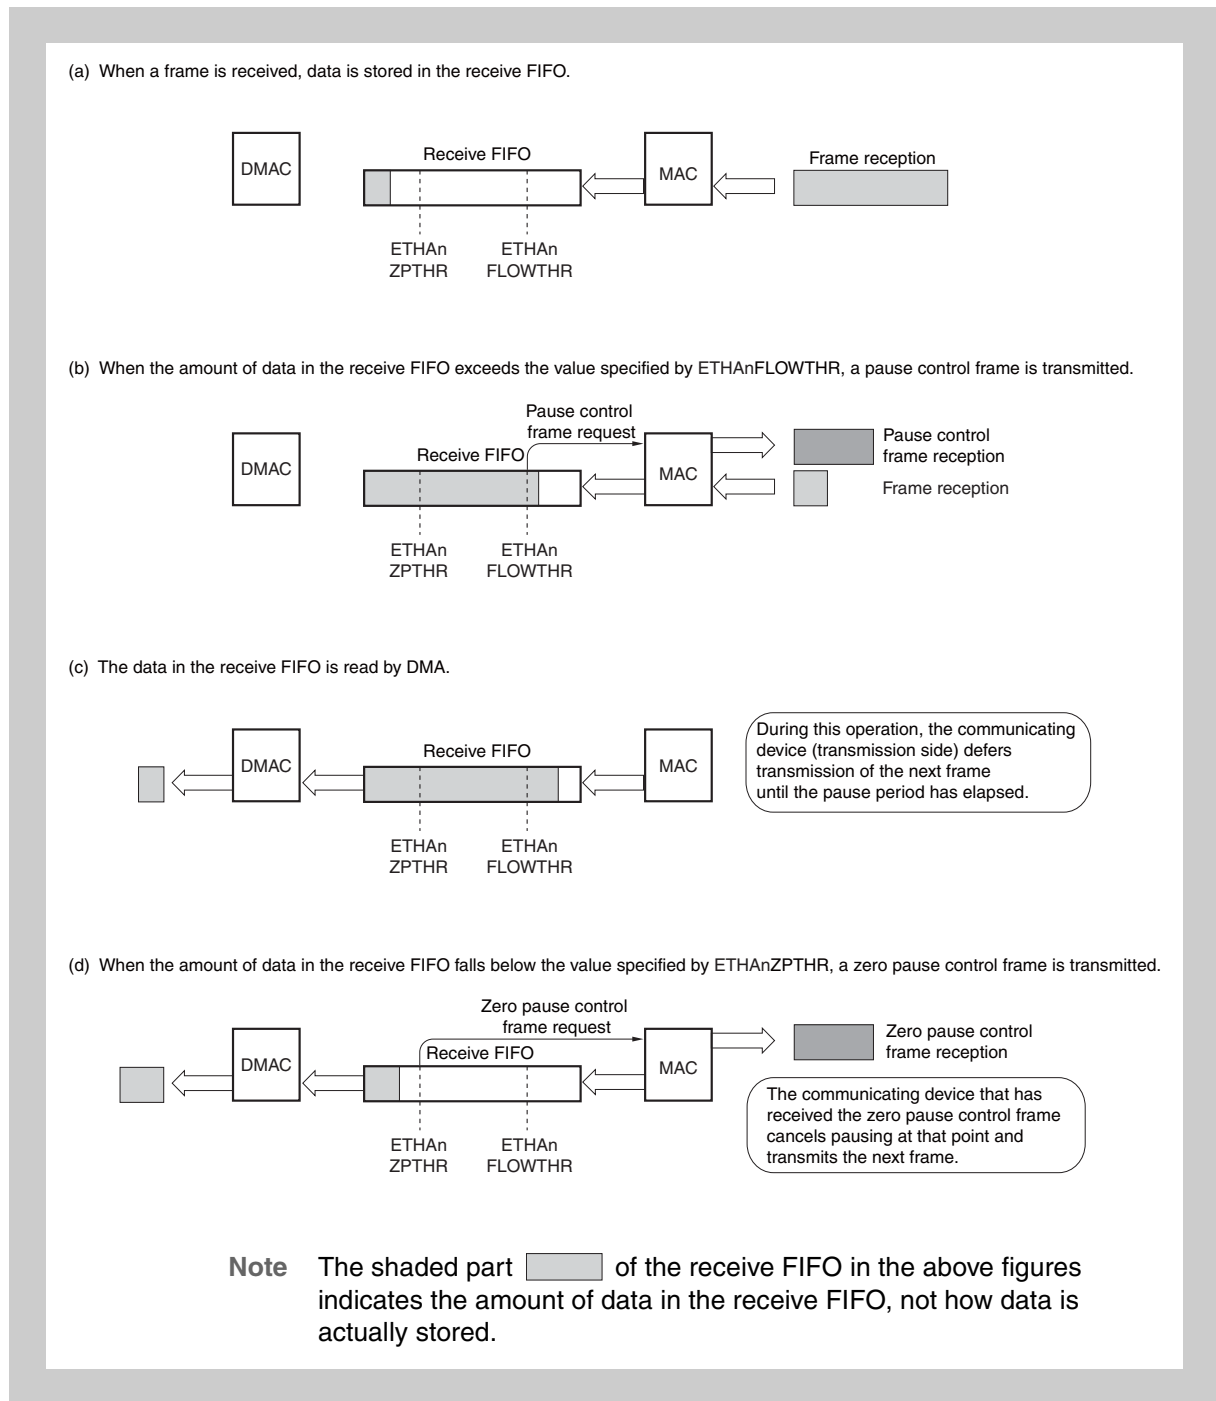 (a) When a frame is received, data is stored in the receive FIFO.
DMAC
Receive FIFO
MAC
Frame reception
ETHAn
ZPTHR
ETHAn
FLOWTHR
(b) When the amount of data in the receive FIFO exceeds the value specified by ETHAnFLOWTHR, a pause control frame is transmitted.
Pause control
frame request
DMAC
Receive FIFO
MAC
Pause control
frame reception
Frame reception
ETHAn
ZPTHR
ETHAn
FLOWTHR
(c) The data in the receive FIFO is read by DMA.
DMAC
Receive FIFO
MAC
During this operation, the communicating
device (transmission side) defers
transmission of the next frame
until the pause period has elapsed.
ETHAn
ZPTHR
ETHAn
FLOWTHR
(d) When the amount of data in the receive FIFO falls below the value specified by ETHAnZPTHR, a zero pause control frame is transmitted.
Zero pause control
frame request
DMAC
Receive FIFO
MAC
Zero pause control
frame reception
The communicating device that has
received the zero pause control frame
cancels pausing at that point and
transmits the next frame.
ETHAn
ZPTHR
ETHAn
FLOWTHR
Note The shaded part of the receive FIFO in the above figures
indicates the amount of data in the receive FIFO, not how data is
actually stored.